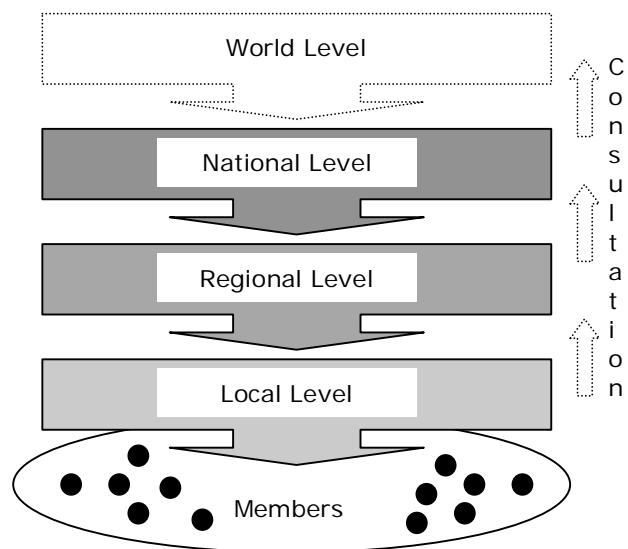 World Level
National Level
Regional Level
Local Level
Members
Consultation